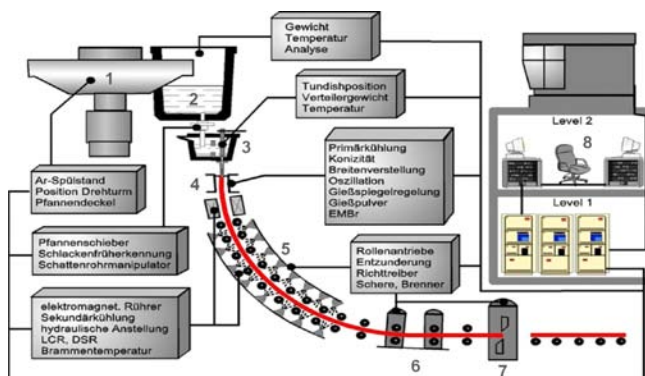 Gewicht
Temperatur
Analyse
1
2
Tundishposition
Verteilergewicht
Temperatur
3
Level 2
8
Primärkühlung
Konizität
Breitenverstellung
Oszillation
Gießspiegelregelung
Gießpulver
EMBr
4
Ar-Spülstand
Position Drehturm
Pfannendeckel
Level 1
Pfannenschieber
Schlackenfrüherkennung
Schattenrohrmanipulator
5
Rollenantriebe
Entzunderung
Richttreiber
Schere, Brenner
elektromagnet. Rührer
Sekundärkühlung
hydraulische Anstellung
LCR, DSR
Brammentemperatur
6
7